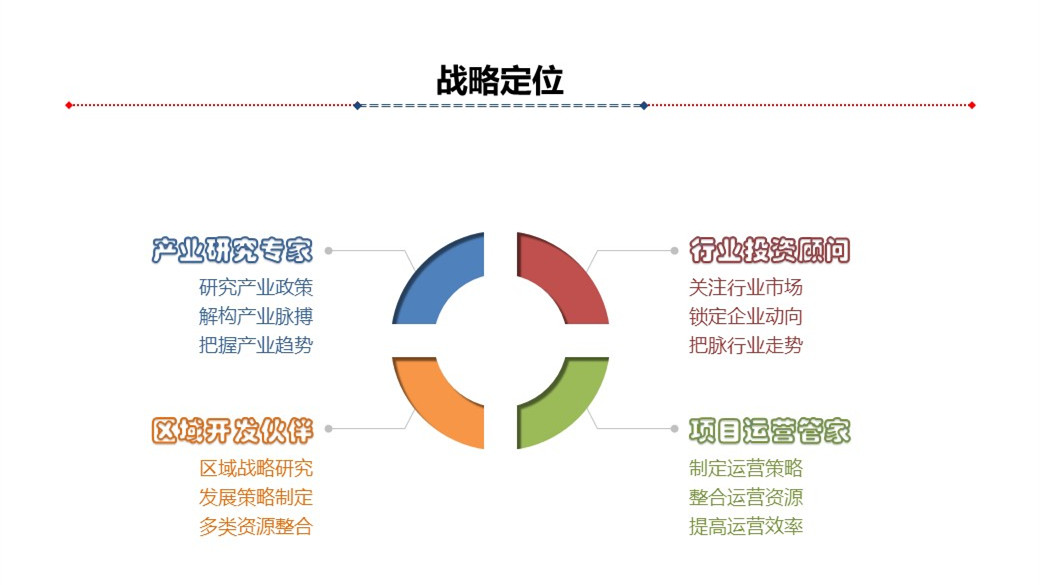 战略定位
产业研究专家
研究产业政策
解构产业脉搏
把握产业趋势
行业投资顾问
关注行业市场
锁定企业动向
把脉行业走势
区域开发伙伴
区域战略研究
发展策略制定
多类资源整合
项目运营管家
制定运营策略
整合运营资源
提高运营效率